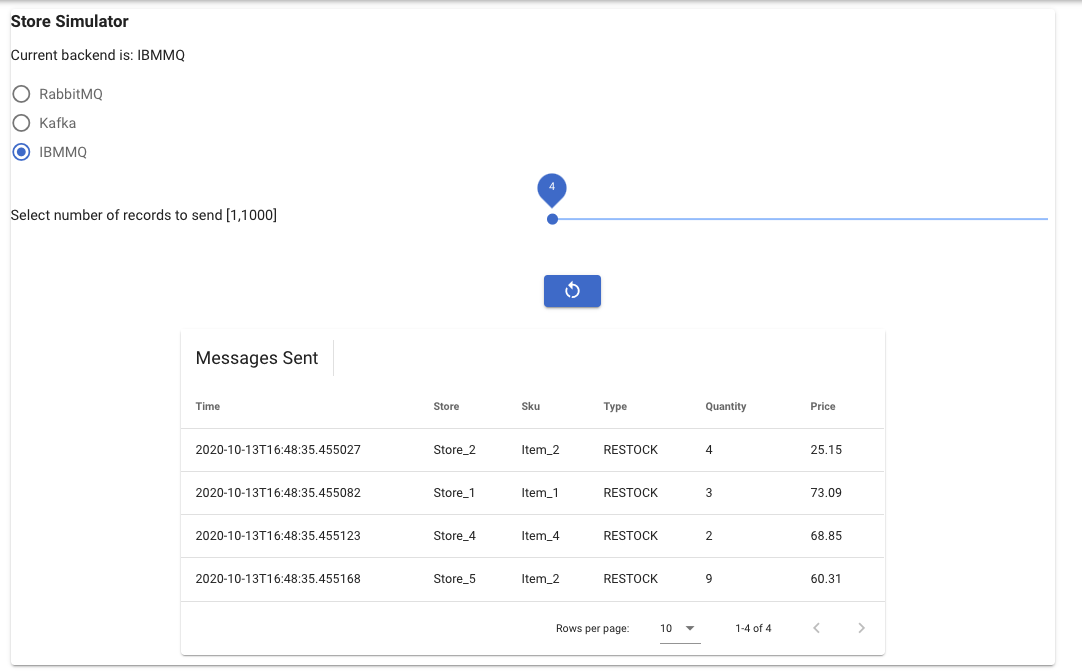 Store Simulator
Current backend is: IBMMQ
RabbitMQ
Kafka
IBMMQ
4
Select number of records to send [1,1000]
Messages Sent
Time Store Sku Type Quantity Price
2020-10-13T16:48:35.455027 Store_2 Item_2 RESTOCK 4 25.15
2020-10-13T16:48:35.455082 Store_1 Item_1 RESTOCK 3 73.09
2020-10-13T16:48:35.455123 Store_4 Item_4 RESTOCK 2 68.85
2020-10-13T16:48:35.455168 Store_5 Item_2 RESTOCK 9 60.31
Rows per page: 10 1-4 of 4